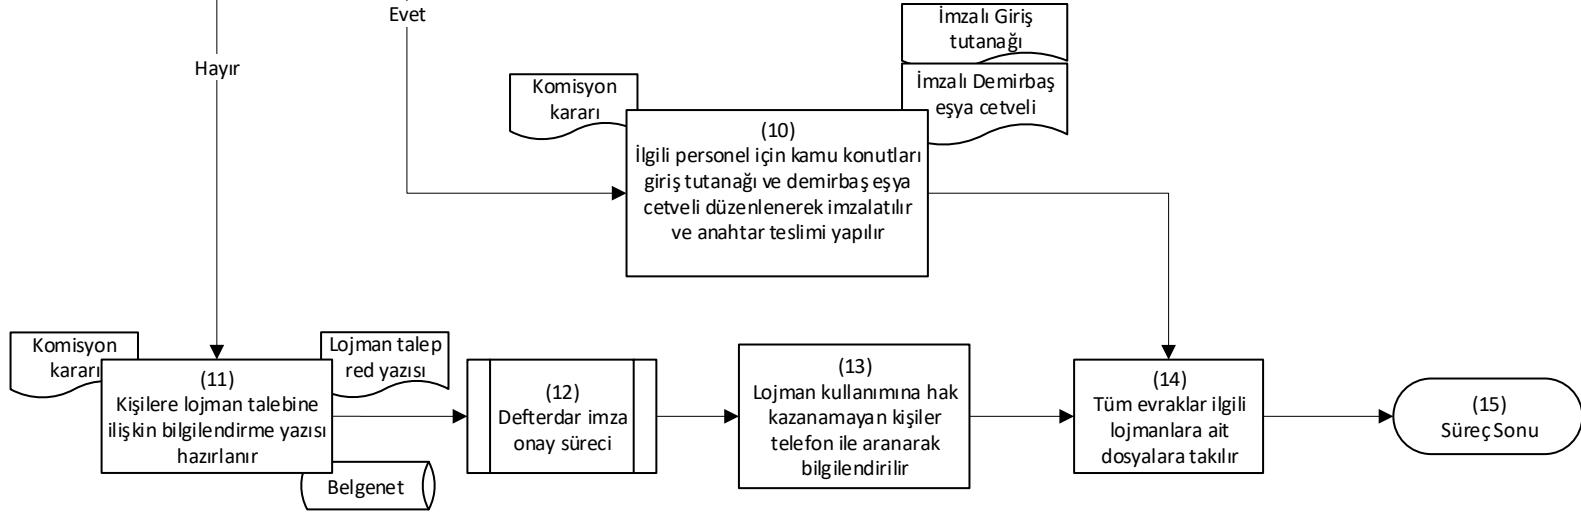 Evet
Hayır
İmzalı Giriş
tutanağı
İmzalı Demirbaş
eşya cetveli
Komisyon
kararı
(10)
İlgili personel için kamu konutları
giriş tutanağı ve demirbaş eşya
cetveli düzenlenerek imzalatılır
ve anahtar teslimi yapılır
Komisyon
kararı
Lojman talep
red yazısı
(11)
Kişilere lojman talebine
ilişkin bilgilendirme yazısı
hazırlanır
Belgenet
(12)
Defterdar imza
onay süreci
(13)
Lojman kullanımına hak
kazanamayan kişiler
telefon ile aranarak
bilgilendirilir
(14)
Tüm evraklar ilgili
lojmanlara ait
dosyalara takılır
(15)
Süreç Sonu